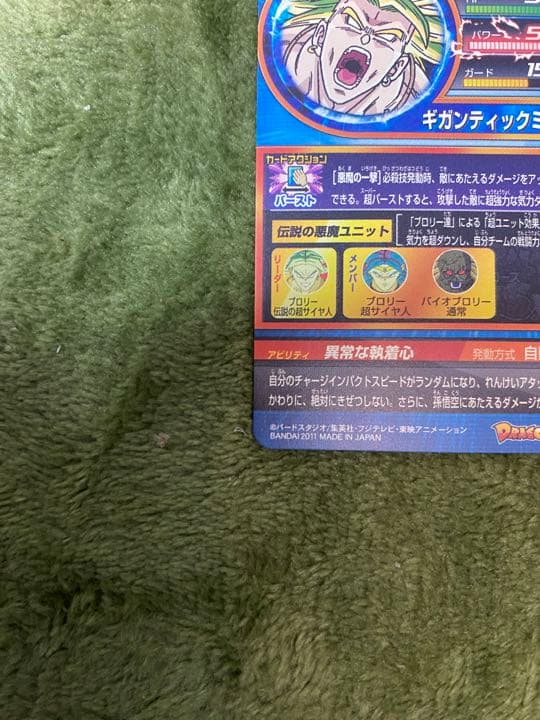 パワー 5
ガード 15
ギガンティックミ
カードアクション
バースト
[悪魔の一撃]必殺技発動時、敵にあたえるダメージをアッ
できる。超バーストすると、攻撃した敵に超強力な気力ダ
伝説の悪魔ユニット
「ブロリー達」による「超ユニット効果
気力を超ダウンし、自分チームの戦闘力
リーダー
ブロリー
伝説の超サイヤ人
メンバー
ブロリー
超サイヤ人
バイオブロリー
通常
アビリティ 異常な執着心 発動方式 自
自分のチャージインパクトスピードがランダムになり、れんけいアタッ
かわりに、絶対にきぜつしない。さらに、孫悟空にあたえるダメージが
©バードスタジオ/集英社・フジテレビ・東映アニメーション
BANDAI 2011 MADE IN JAPAN
DRAGO